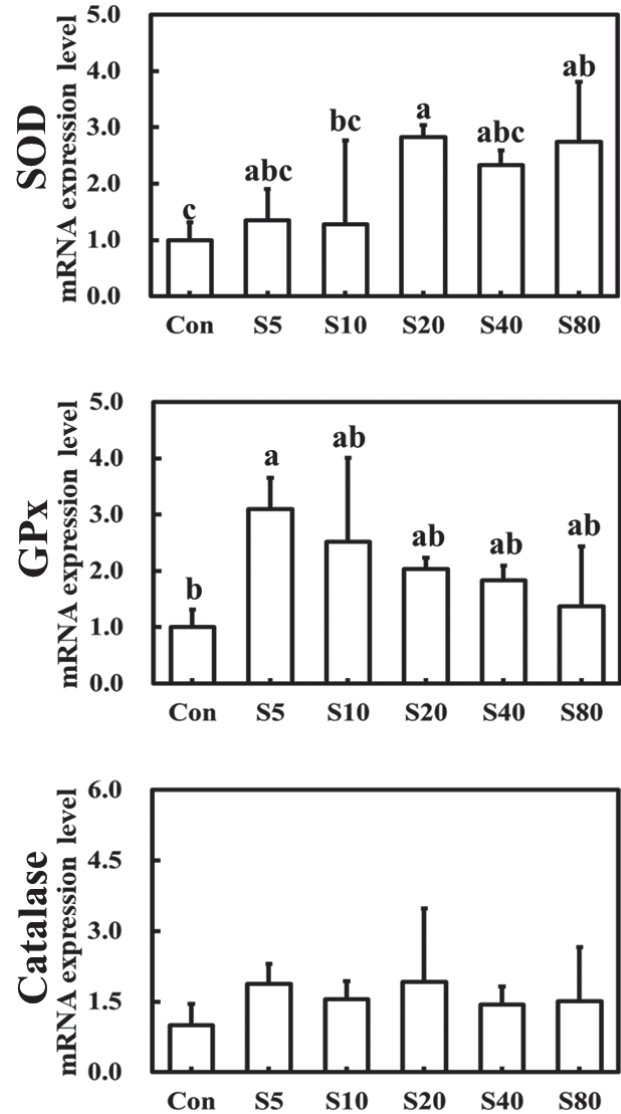 SOD
mRNA expression level
5.0
4.0
3.0
2.0
1.0
0.0
c
abc
bc
a
abc
ab
Con S5 S10 S20 S40 S80
GPx
mRNA expression level
5.0
4.0
3.0
2.0
1.0
0.0
b
a
ab
ab
ab
ab
Con S5 S10 S20 S40 S80
Catalase
mRNA expression level
6.0
4.5
3.0
1.5
0.0
Con S5 S10 S20 S40 S80